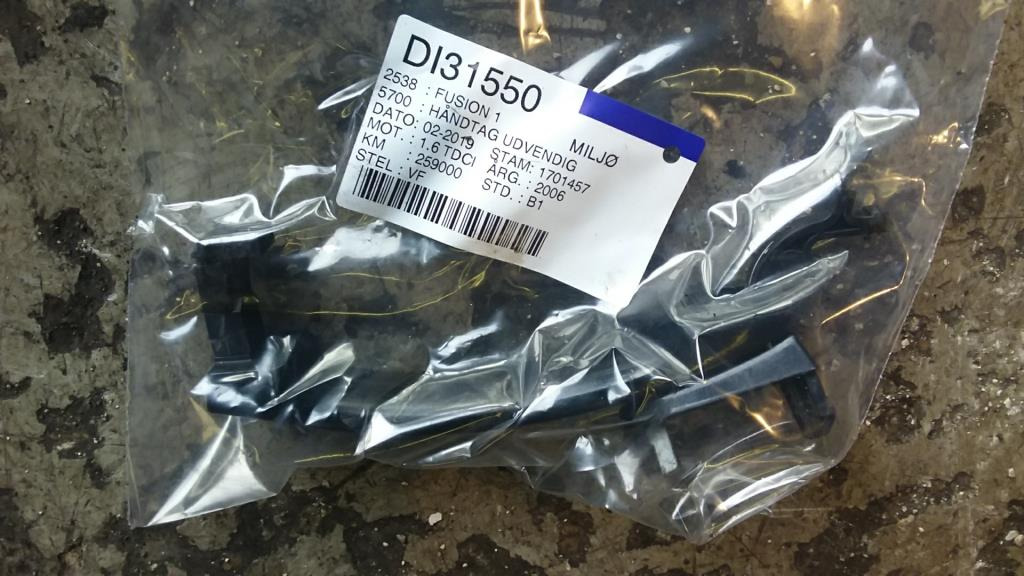 DI31550
2538 : FUSION 1 MILJØ
5700 : HÅNDTAG UDVENDIG
DATO: 02-2019 STAM: 1701457
MOT. : 1.6 TDCI ÅRG.: 2006
KM : 259000 STD. : B1
STEL : VF